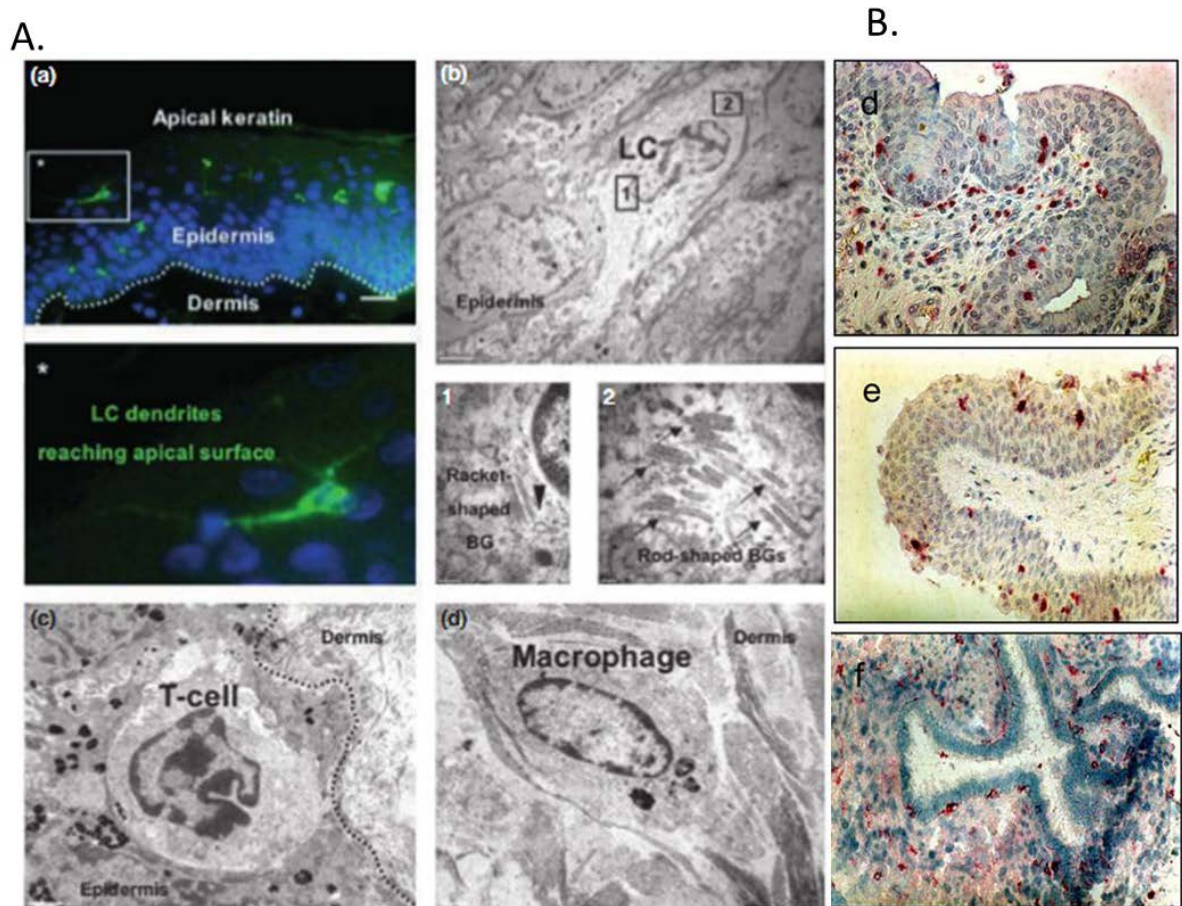 A.
B.
(a)
Apical keratin
*
Epidermis
Dermis
*
LC dendrites
reaching apical surface
(b)
2
LC
1
Epidermis
1
Racket-
shaped
BG
2
Rod-shaped BGs
(c)
Dermis
T-cell
Epidermis
(d)
Dermis
Macrophage
d
e
f